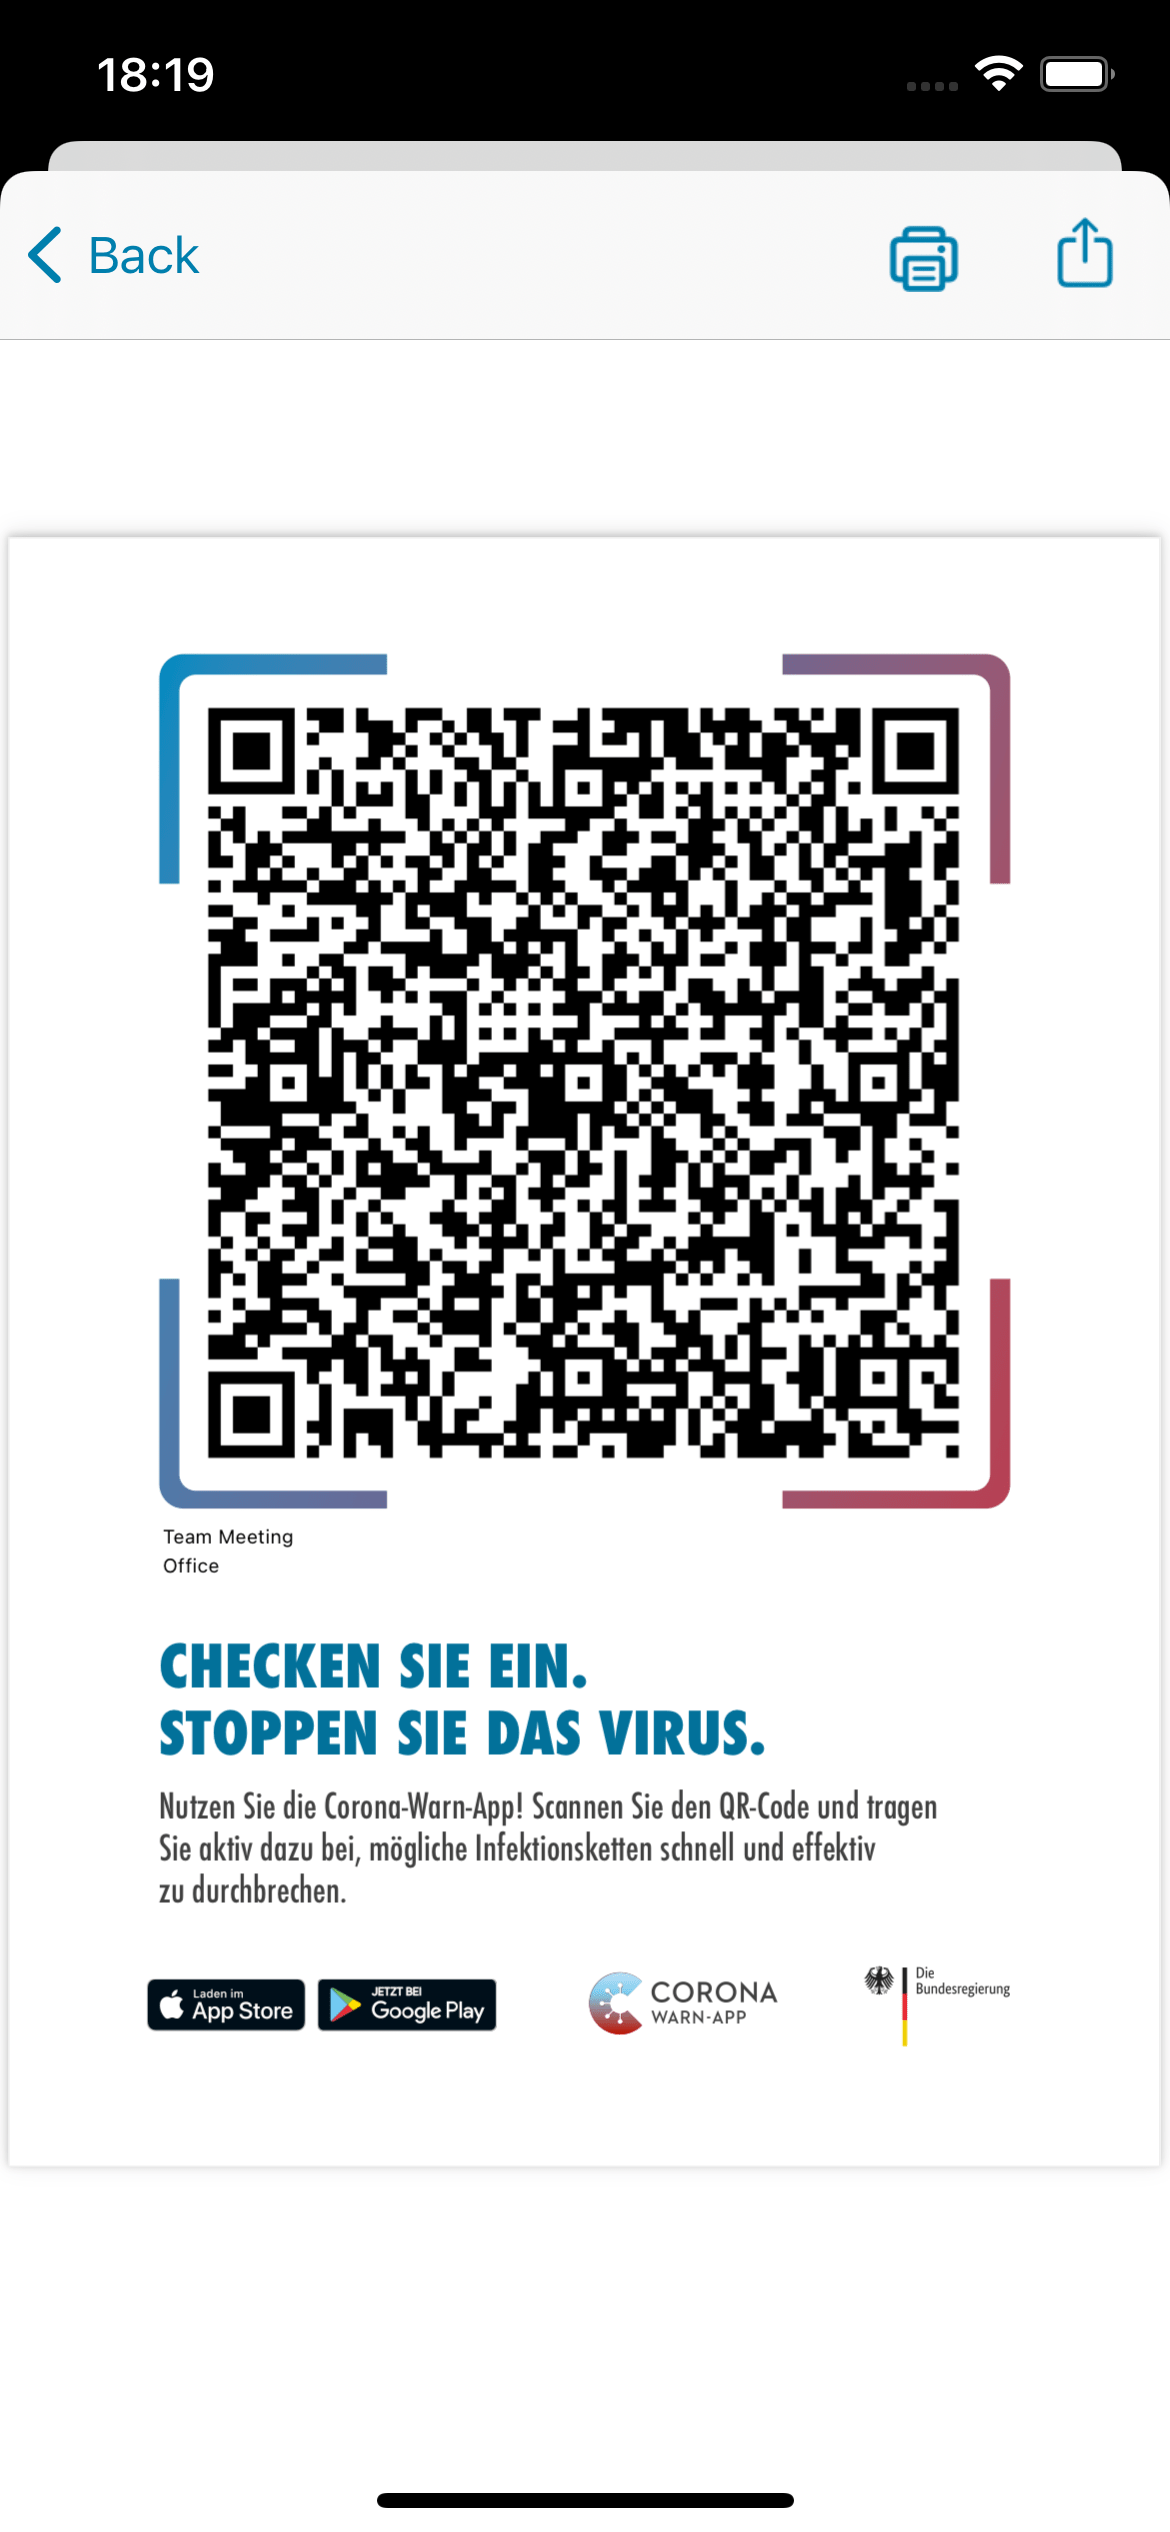 18:19
Back
Team Meeting
Office
CHECKEN SIE EIN.
STOPPEN SIE DAS VIRUS.
Nutzen Sie die Corona-Warn-App! Scannen Sie den QR-Code und tragen
Sie aktiv dazu bei, mögliche Infektionsketten schnell und effektiv
zu durchbrechen.
Laden im
App Store
JETZT BEI
Google Play
CORONA
WARN-APP
Die
Bundesregierung